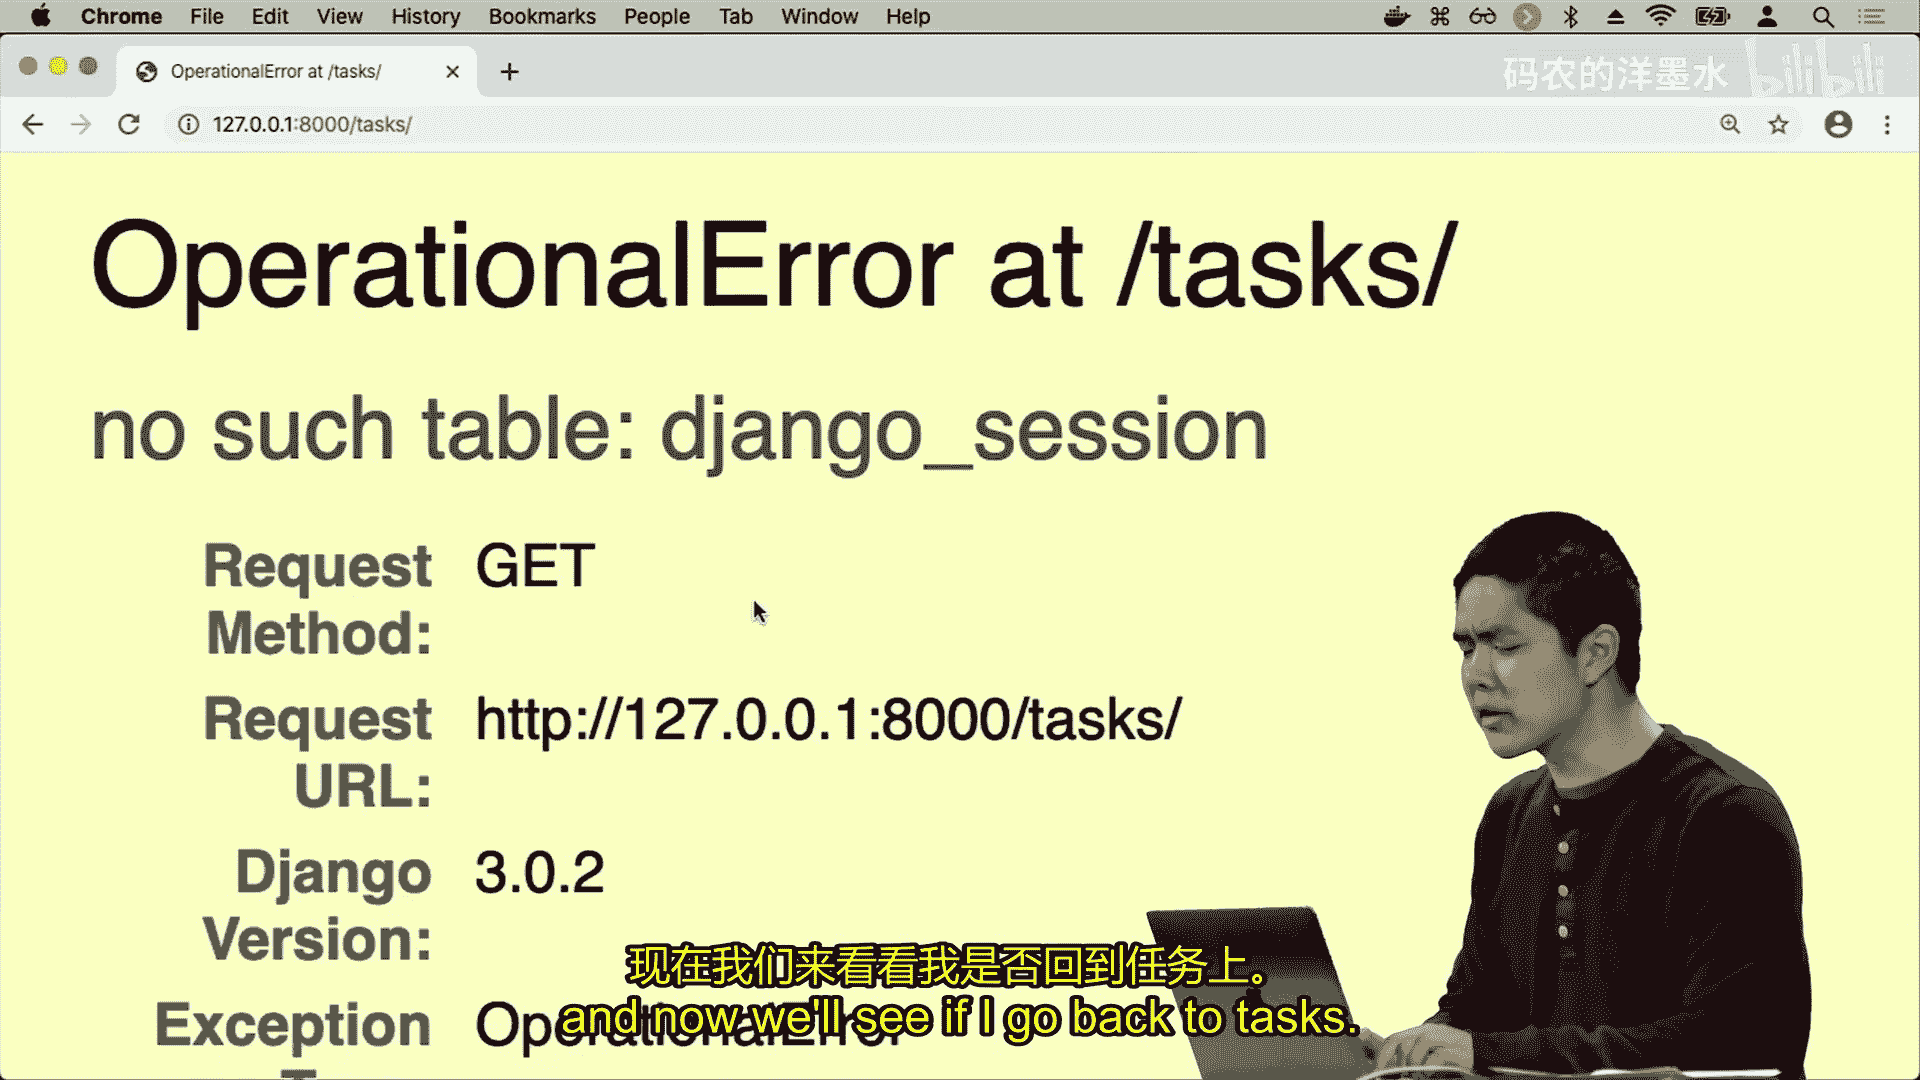 Chrome File Edit View History Bookmarks People Tab Window Help
OperationalError at /tasks/
码农的洋墨水 bilibili
127.0.0.1:8000/tasks/
OperationalError at /tasks/
no such table: django_session
Request Method: GET
Request URL: http://127.0.0.1:8000/tasks/
Django Version: 3.0.2
Exception OperationalError
现在我们来看看我是否回到任务上。
and now we'll see if I go back to tasks.